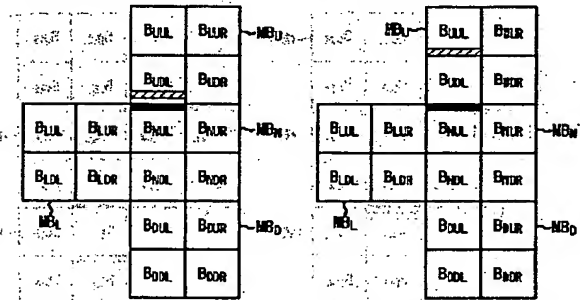 BUUL BUUR MBU MBU BUUL BUUR
BUDL BUDR BUDL BUDR
BLUL BLUR BNUL BNUR MBN BLUL BLUR BNUL BNUR MBN
BLDL BLDR BNDL BNDR BLDL BLDR BNDL BNDR
MBL BDUL BDUR MBD MBL BDUL BDUR MBD
BDDL BDDR BDDL BDDR